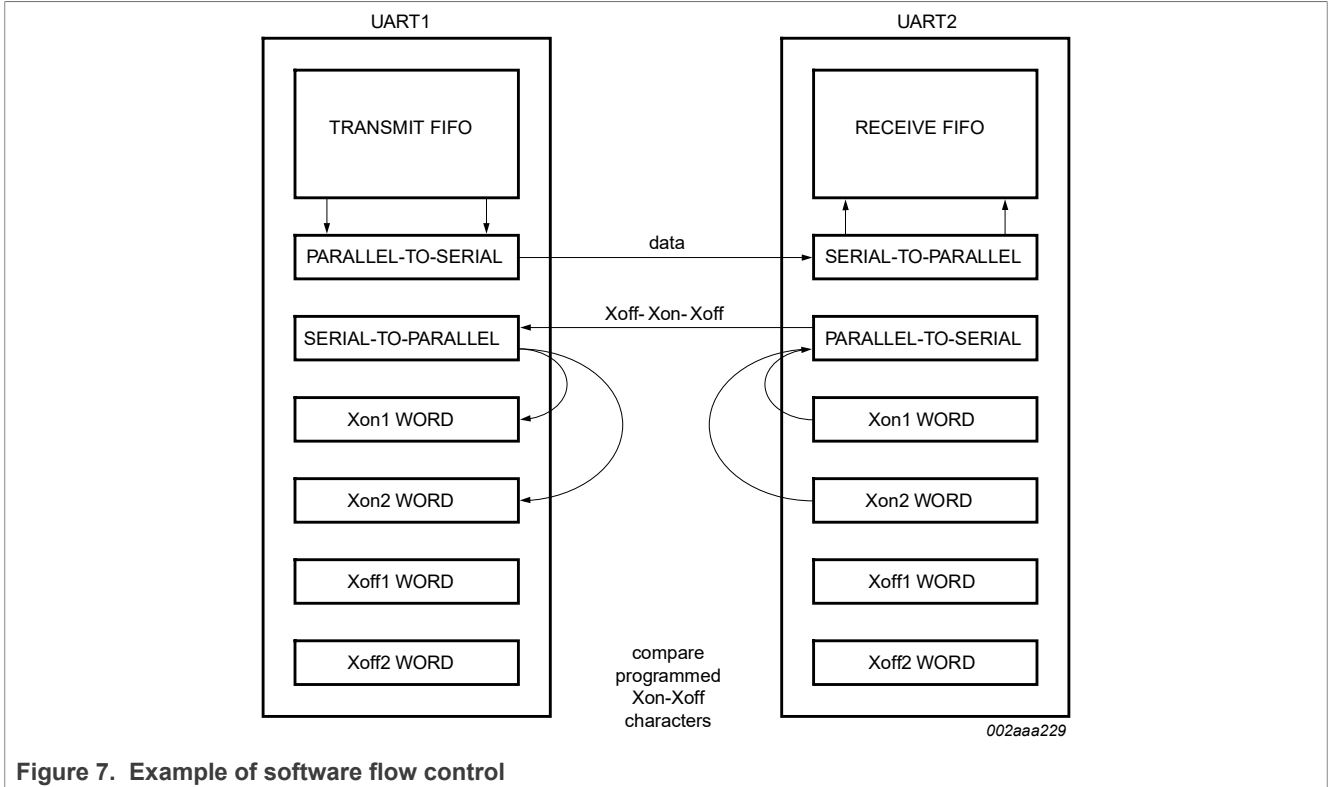 UART1
UART2
TRANSMIT FIFO
RECEIVE FIFO
data
PARALLEL-TO-SERIAL
SERIAL-TO-PARALLEL
Xoff- Xon- Xoff
SERIAL-TO-PARALLEL
PARALLEL-TO-SERIAL
Xon1 WORD
Xon1 WORD
Xon2 WORD
Xon2 WORD
Xoff1 WORD
Xoff1 WORD
Xoff2 WORD
Xoff2 WORD
compare
programmed
Xon-Xoff
characters
002aaa229
Figure 7. Example of software flow control